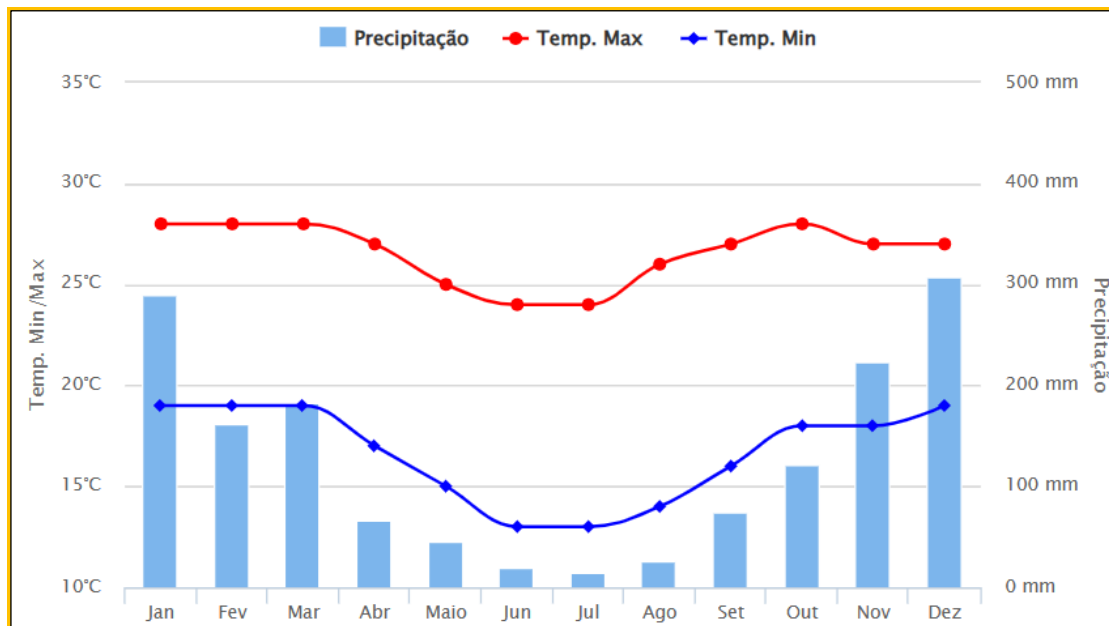 Precipitação Temp. Max Temp. Min
35°C
30°C
25°C
20°C
15°C
10°C
Temp. Min/Max
500 mm
400 mm
300 mm
200 mm
100 mm
0 mm
Precipitação
Jan Fev Mar Abr Maio Jun Jul Ago Set Out Nov Dez